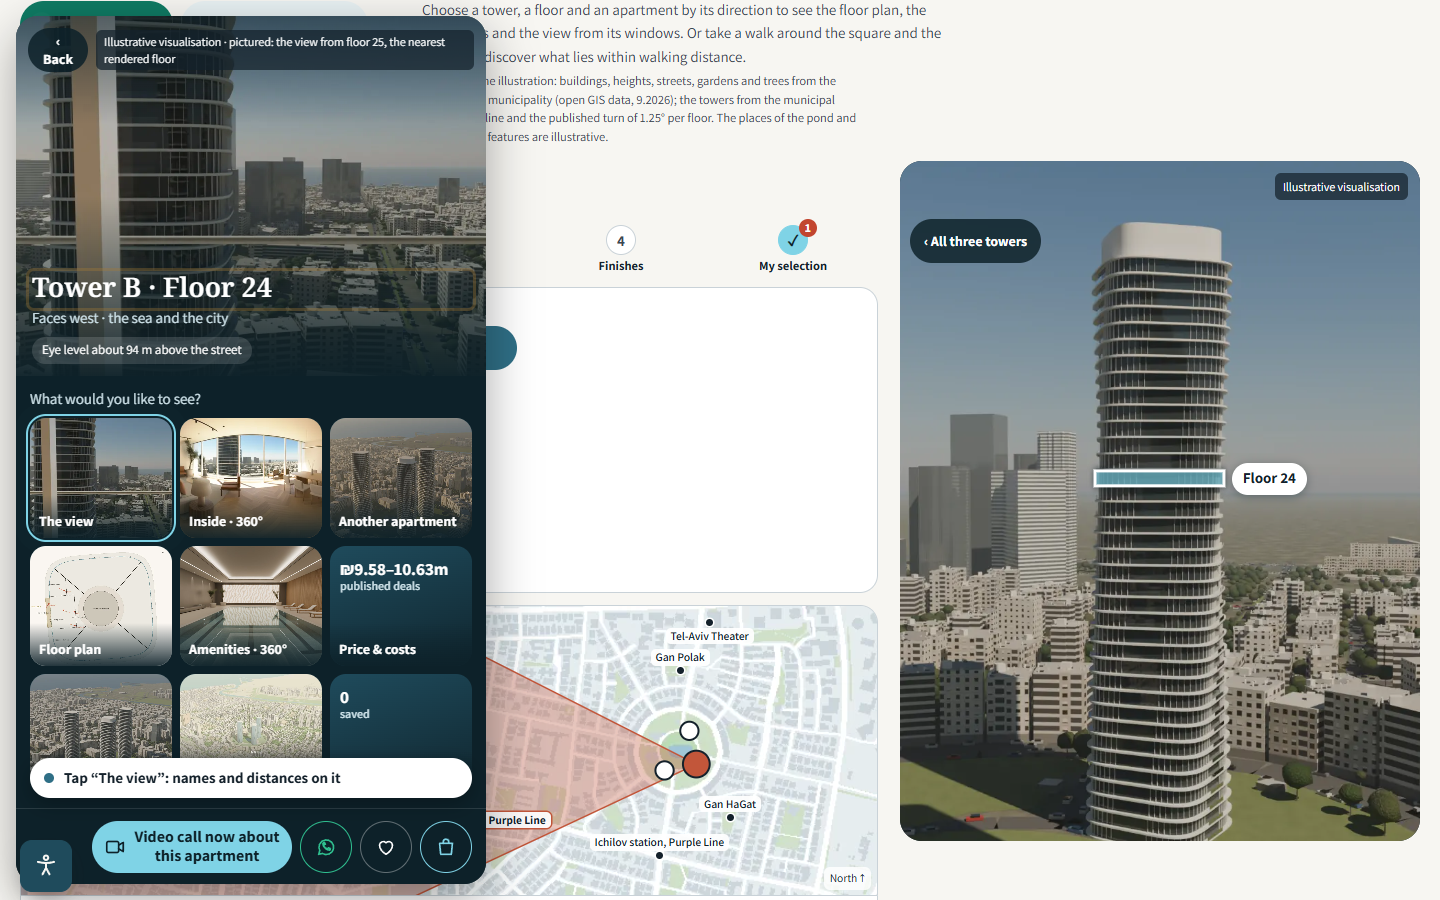 Choose a tower, a floor and an apartment by its direction to see the floor plan, the
s and the view from its windows. Or take a walk around the square and the
discover what lies within walking distance.
ne illustration: buildings, heights, streets, gardens and trees from the
municipality (open GIS data, 9.2026); the towers from the municipal
line and the published turn of 1.25° per floor. The places of the pond and
features are illustrative.
‹
Back
Illustrative visualisation · pictured: the view from floor 25, the nearest
rendered floor
Tower B · Floor 24
Faces west · the sea and the city
Eye level about 94 m above the street
What would you like to see?
The view
Inside · 360°
Another apartment
Floor plan
Amenities · 360°
₪9.58–10.63m
published deals
Price & costs
0
saved
Tap “The view”: names and distances on it
Video call now about
this apartment
4
Finishes
1
My selection
Tel-Aviv Theater
Gan Polak
Gan HaGat
Purple Line
Ichilov station, Purple Line
North ↑
Illustrative visualisation
‹ All three towers
Floor 24